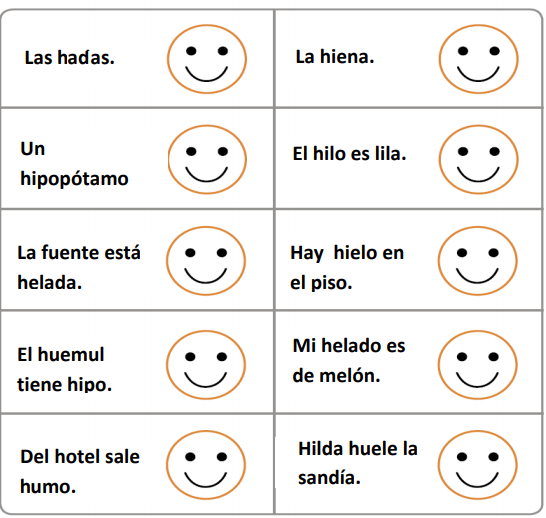 Las hadas.
La hiena.
Un
hipopótamo
El hilo es lila.
La fuente está
helada.
Hay hielo en
el piso.
El huemul
tiene hipo.
Mi helado es
de melón.
Del hotel sale
humo.
Hilda huele la
sandía.